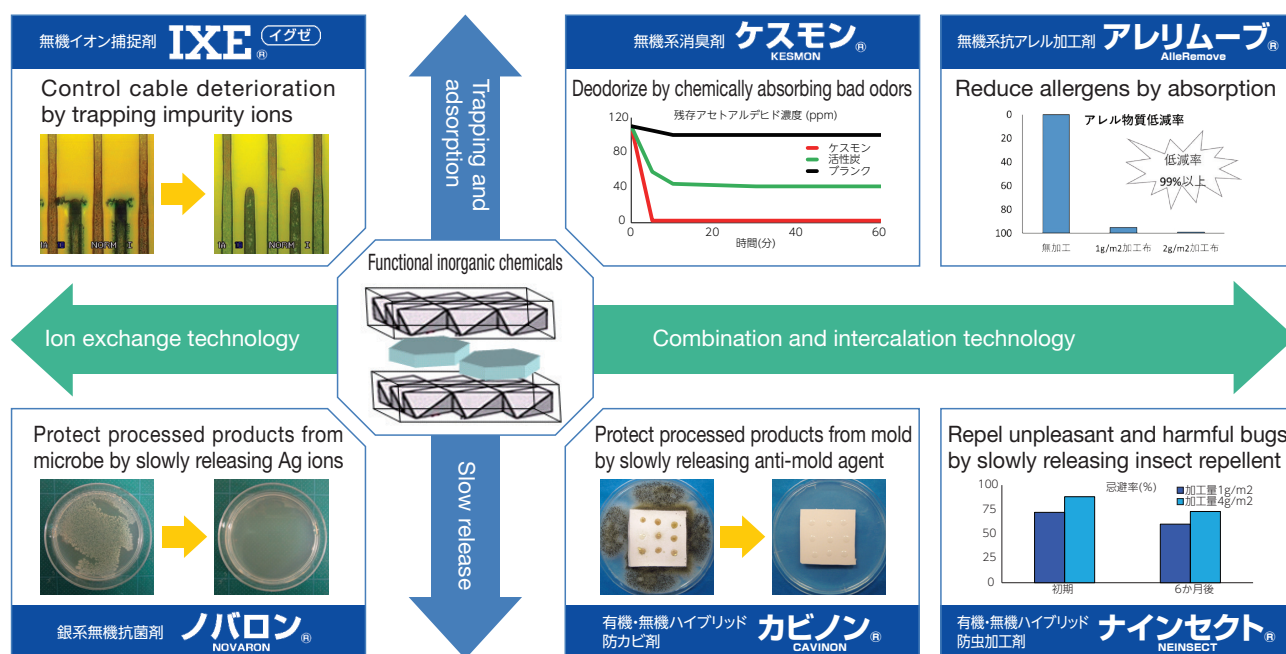 無機イオン捕捉剤 IXE® イグゼ
Control cable deterioration
by trapping impurity ions
NORM I
NORM I
Trapping and
adsorption
無機系消臭剤 ケスモン®
KESMON
Deodorize by chemically absorbing bad odors
残存アセトアルデヒド濃度 (ppm)
120
80
40
0
ケスモン
活性炭
ブランク
0 20 40 60
時間(分)
無機系抗アレル加工剤 アレリムーブ®
AlleRemove
Reduce allergens by absorption
アレル物質低減率
0
20
40
60
80
100
低減率
99%以上
無加工 1g/m2加工布 2g/m2加工布
Functional inorganic chemicals
Ion exchange technology
Combination and intercalation technology
Slow release
Protect processed products from
microbe by slowly releasing Ag ions
銀系無機抗菌剤 ノバロン®
NOVARON
Protect processed products from mold
by slowly releasing anti-mold agent
有機・無機ハイブリッド
防カビ剤 カビノン®
CAVINON
Repel unpleasant and harmful bugs
by slowly releasing insect repellent
忌避率(%)
加工量1g/m2
加工量4g/m2
100
75
50
25
0
初期 6か月後
有機・無機ハイブリッド
防虫加工剤 ナインセクト®
NEINSECT